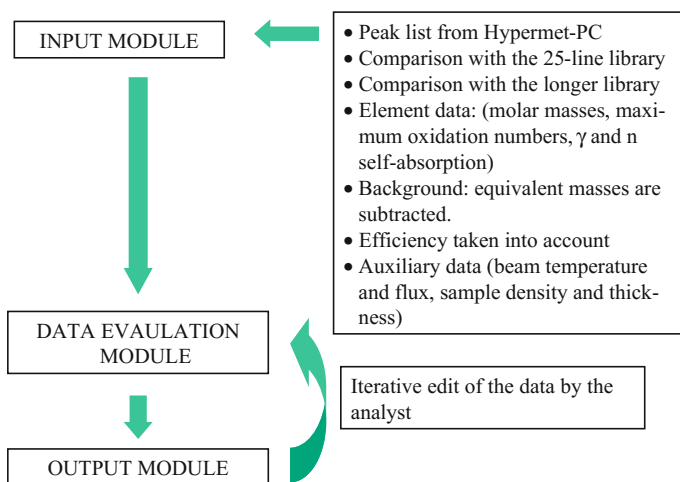 INPUT MODULE
• Peak list from Hypermet-PC
• Comparison with the 25-line library
• Comparison with the longer library
• Element data: (molar masses, maxi-
mum oxidation numbers, γ and n
self-absorption)
• Background: equivalent masses are
subtracted.
• Efficiency taken into account
• Auxiliary data (beam temperature
and flux, sample density and thick-
ness)
DATA EVAULATION
MODULE
Iterative edit of the data by the
analyst
OUTPUT MODULE